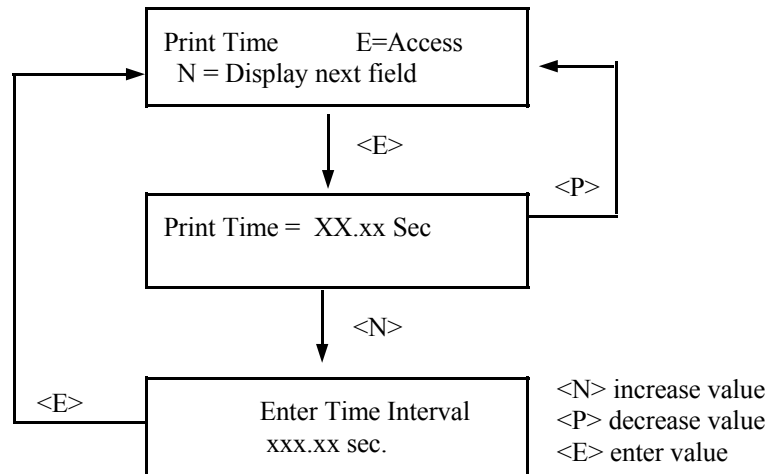 Print Time E=Access
N = Display next field
<E>
<P>
Print Time = XX.xx Sec
<N>
<E>
Enter Time Interval
xxx.xx sec.
<N> increase value
<P> decrease value
<E> enter value